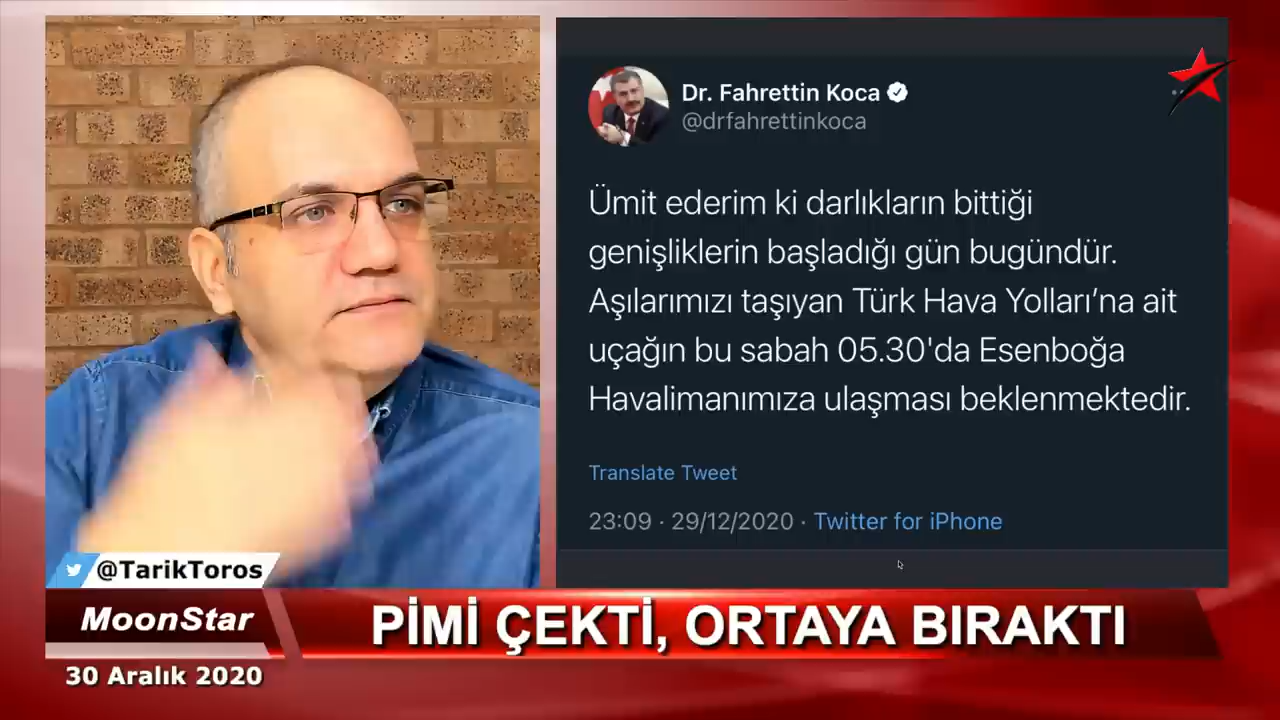 Dr. Fahrettin Koca
@drfahrettinkoca
Ümit ederim ki darlıkların bittiği
genişliklerin başladığı gün bugündür.
Aşılarımızı taşıyan Türk Hava Yolları’na ait
uçağın bu sabah 05.30'da Esenboğa
Havalimanımıza ulaşması beklenmektedir.
Translate Tweet
23:09 · 29/12/2020 · Twitter for iPhone
@TarikToros
MoonStar
PİMİ ÇEKTİ, ORTAYA BIRAKTI
30 Aralık 2020